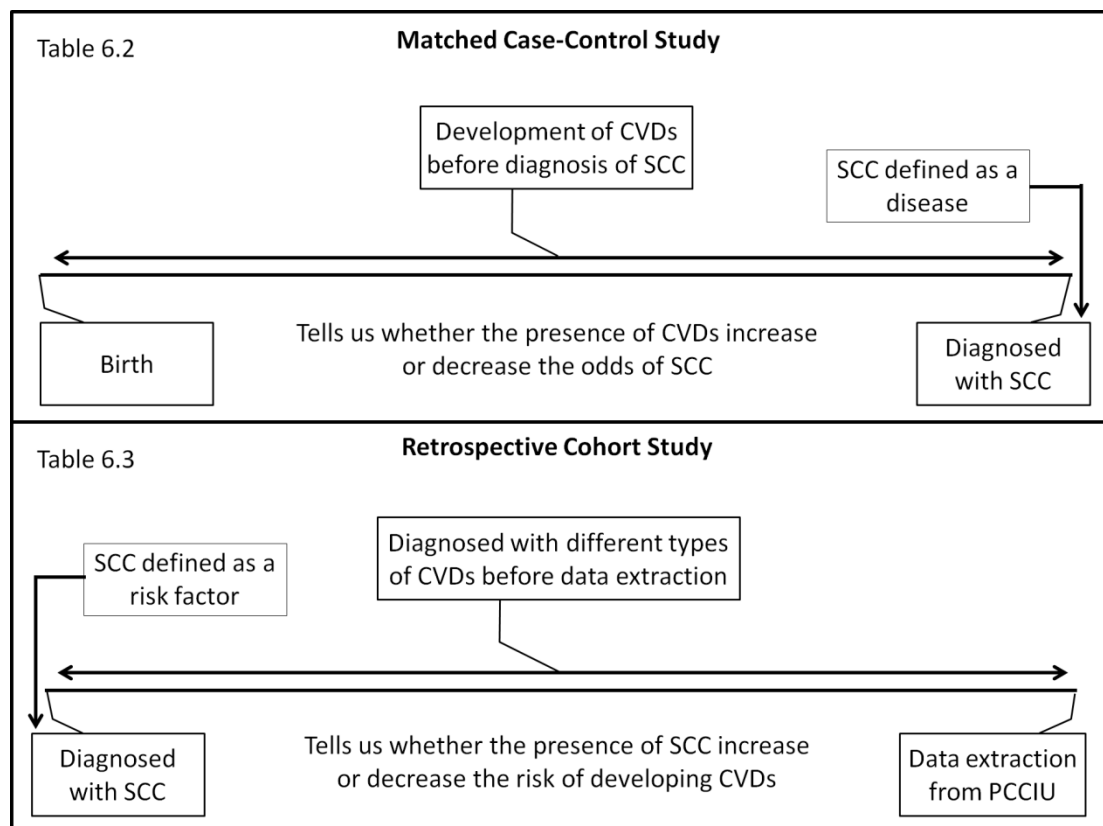 Table 6.2
Matched Case-Control Study
Development of CVDs
before diagnosis of SCC
SCC defined as a
disease
Birth
Tells us whether the presence of CVDs increase
or decrease the odds of SCC
Diagnosed
with SCC
Table 6.3
Retrospective Cohort Study
SCC defined as a
risk factor
Diagnosed with different types
of CVDs before data extraction
Diagnosed
with SCC
Tells us whether the presence of SCC increase
or decrease the risk of developing CVDs
Data extraction
from PCCIU